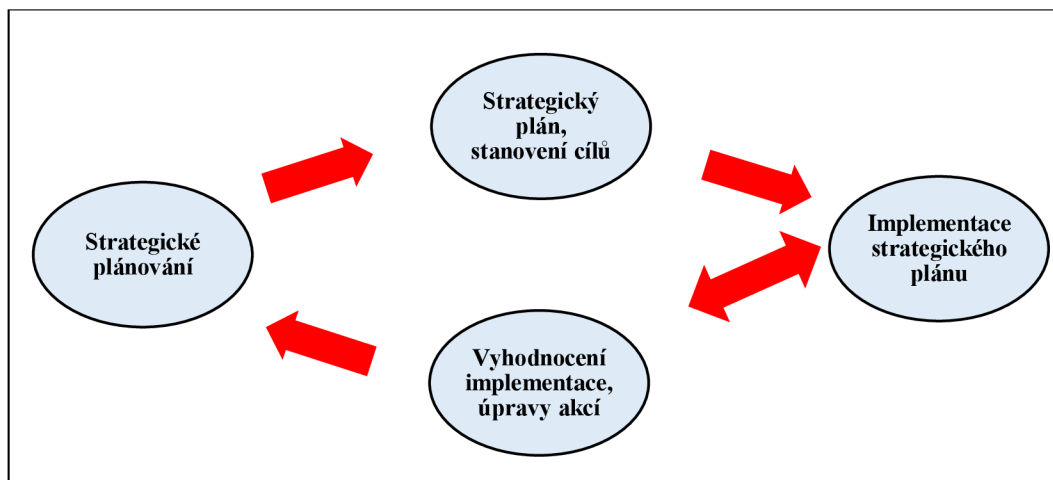 Strategický
plán,
stanovení cílů
Strategické
plánování
Implementace
strategického
plánu
Vyhodnocení
implementace,
úpravy akcí